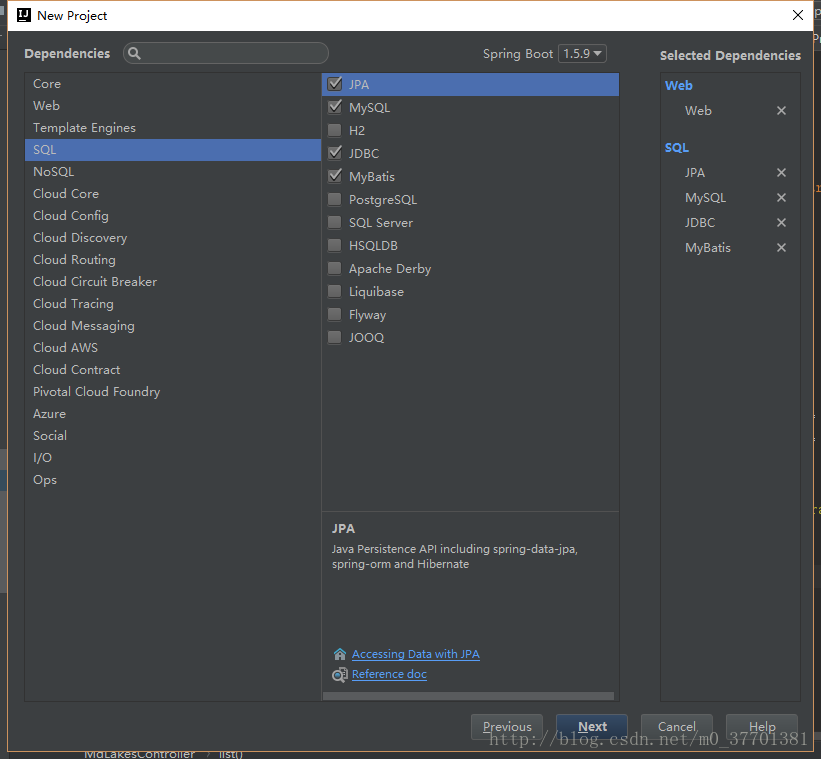 New Project
Dependencies
Spring Boot 1.5.9
Selected Dependencies
Core
Web
Template Engines
SQL
NoSQL
Cloud Core
Cloud Config
Cloud Discovery
Cloud Routing
Cloud Circuit Breaker
Cloud Tracing
Cloud Messaging
Cloud AWS
Cloud Contract
Pivotal Cloud Foundry
Azure
Social
I/O
Ops
JPA
MySQL
H2
JDBC
MyBatis
PostgreSQL
SQL Server
HSQLDB
Apache Derby
Liquibase
Flyway
JOOQ
JPA
Java Persistence API including spring-data-jpa,
spring-orm and Hibernate
Accessing Data with JPA
Reference doc
Web
Web
SQL
JPA
MySQL
JDBC
MyBatis
Previous
Next
Cancel
Help
http://blog.csdn.net/m0_37701381
MdLakesController
list()